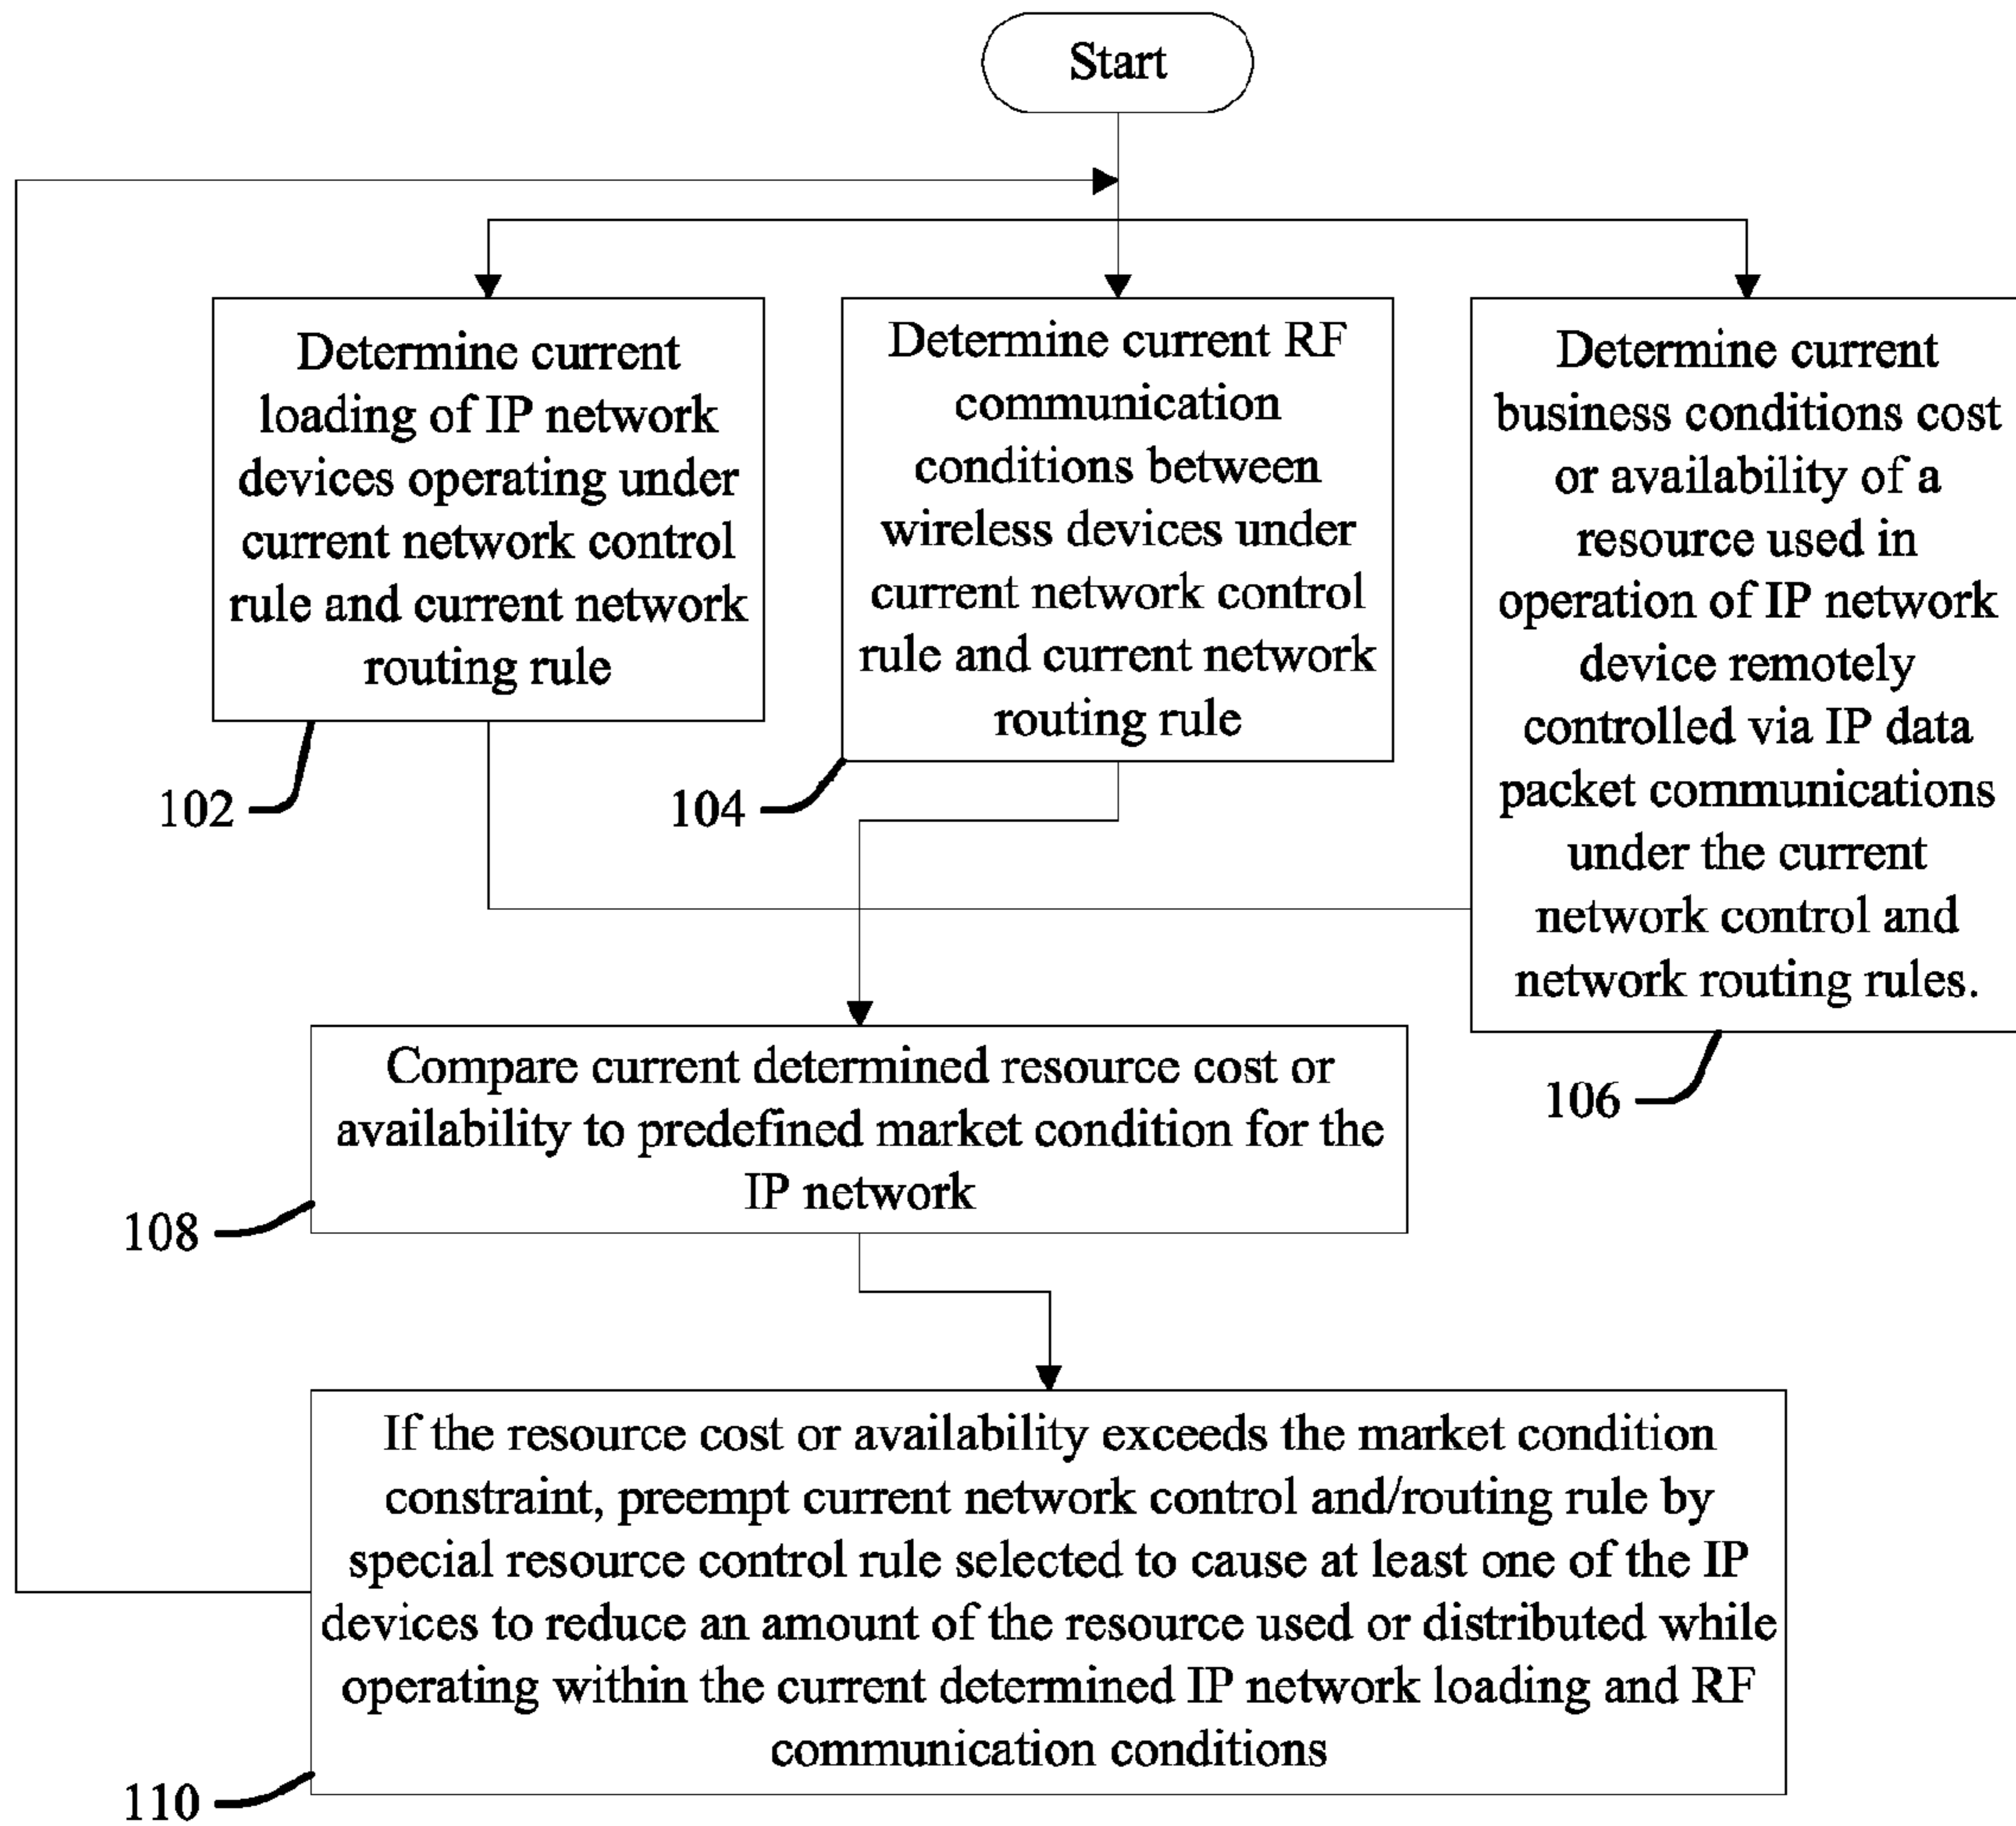 Start
Determine current
loading of IP network
devices operating under
current network control
rule and current network
routing rule
102
Determine current RF
communication
conditions between
wireless devices under
current network control
rule and current network
routing rule
104
Determine current
business conditions cost
or availability of a
resource used in
operation of IP network
device remotely
controlled via IP data
packet communications
under the current
network control and
network routing rules.
106
Compare current determined resource cost or
availability to predefined market condition for the
IP network
108
If the resource cost or availability exceeds the market condition
constraint, preempt current network control and/routing rule by
special resource control rule selected to cause at least one of the IP
devices to reduce an amount of the resource used or distributed while
operating within the current determined IP network loading and RF
communication conditions
110